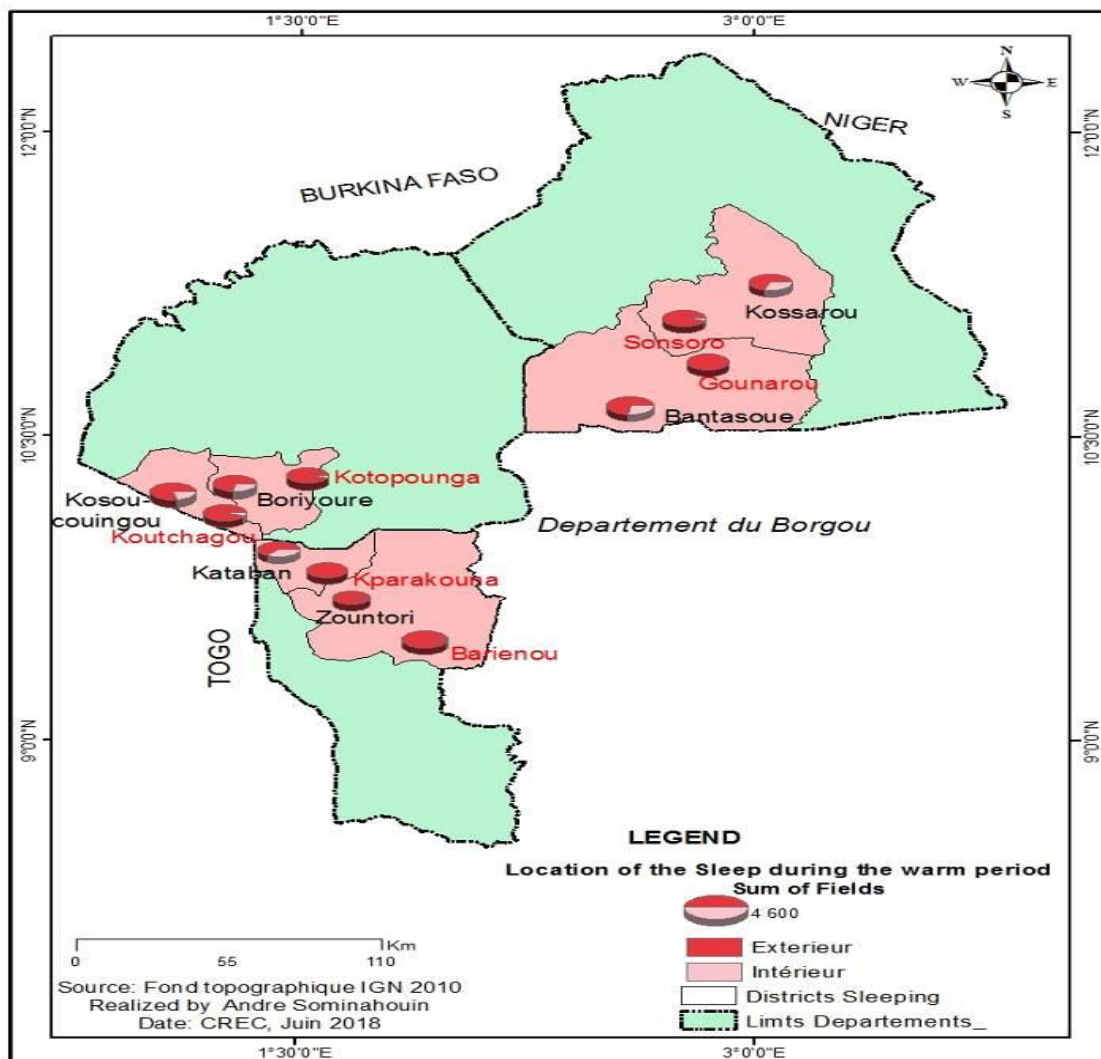 1°30'0"E
3°0'0"E
N
W
E
S
12°0'0"N
12°0'0"N
NIGER
BURKINA FASO
Kossarou
Sonsoro
Gounarou
Bantasoue
10°30'0"N
10°30'0"N
Kotopounga
Boriyoure
Kosou-
couingou
Koutchagou
Departement du Borgou
Kataban
Kparakouna
Zountori
TOGO
Barienou
9°0'0"N
9°0'0"N
LEGEND
Location of the Sleep during the warm period
Sum of Fields
4 600
Exterieur
Intérieur
Districts Sleeping
Limts Departements_
Km
0 55 110
Source: Fond topographique IGN 2010
Realized by Andre Sominahouin
Date: CREC, Juin 2018
1°30'0"E
3°0'0"E